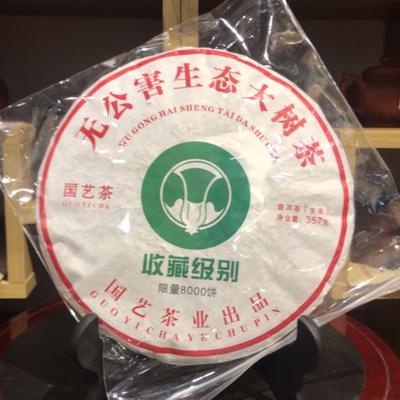 无公害生态大树茶
WU GONG HAI SHENG TAI DA SHU CHA
国艺茶
GUOYICHA
普洱茶（生茶）
净含量：357克
收藏级别
限量8000饼
国艺茶业出品
GUOYICHAYECHUPIN